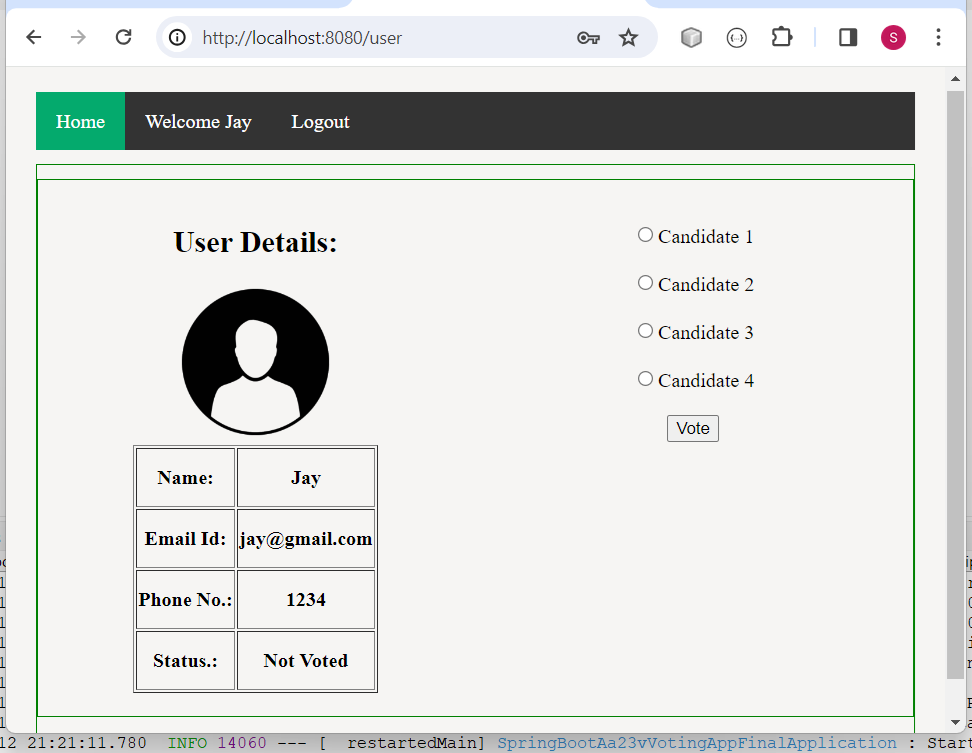 http://localhost:8080/user
S
Home Welcome Jay Logout
User Details:
Candidate 1
Candidate 2
Candidate 3
Candidate 4
Vote
Name: Jay
Email Id: jay@gmail.com
Phone No.: 1234
Status.: Not Voted
12 21:21:11.780 INFO 14060 --- [ restartedMain] SpringBootAa23vVotingAppFinalApplication : Star